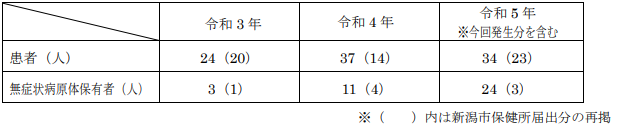 令和3年 令和4年 令和5年
※今回発生分を含む
患者（人） 24（20） 37（14） 34（23）
無症状病原体保有者（人） 3（1） 11（4） 24（3）
※（　　）内は新潟市保健所届出分の再掲